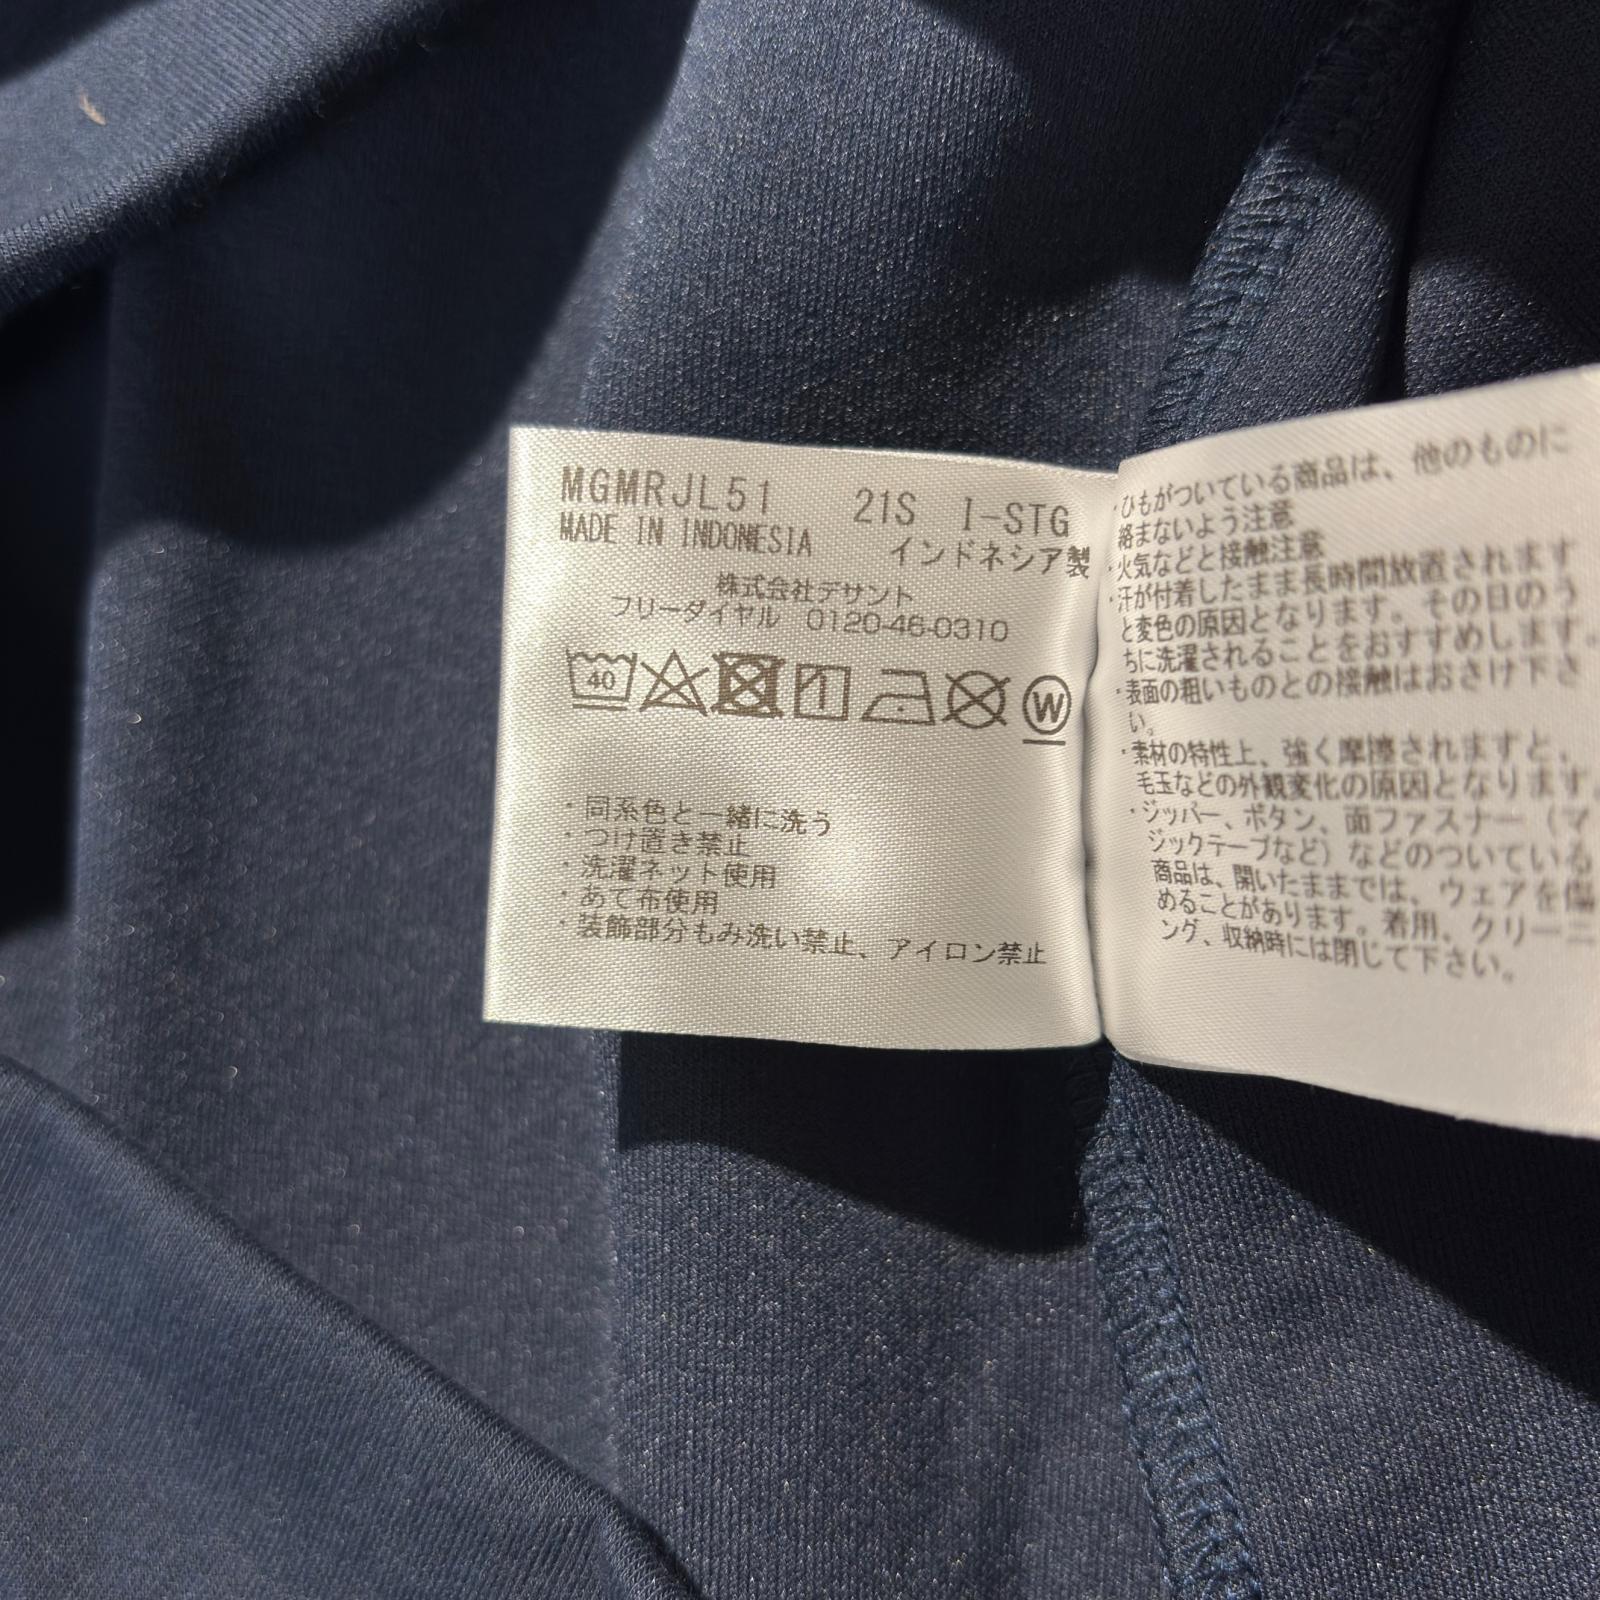 MGMRJL51 21S I-STG
MADE IN INDONESIA インドネシア製
株式会社デサント
フリーダイヤル 0120-46-0310
40
W
・同系色と一緒に洗う
・つけ置き禁止
・洗濯ネット使用
・あて布使用
・装飾部分もみ洗い禁止、アイロン禁止
・ひもがついている商品は、他のものに
絡まないよう注意
・火気などと接触注意
・汗が付着したまま長時間放置されます
と変色の原因となります。その日のう
ちに洗濯されることをおすすめします。
・表面の粗いものとの接触はおさけ下さ
い。
・素材の特性上、強く摩擦されますと、
毛玉などの外観変化の原因となります。
・ジッパー、ボタン、面ファスナー（マ
ジックテープなど）などのついている
商品は、開いたままでは、ウェアを傷
めることがあります。着用、クリーニ
ング、収納時には閉じて下さい。